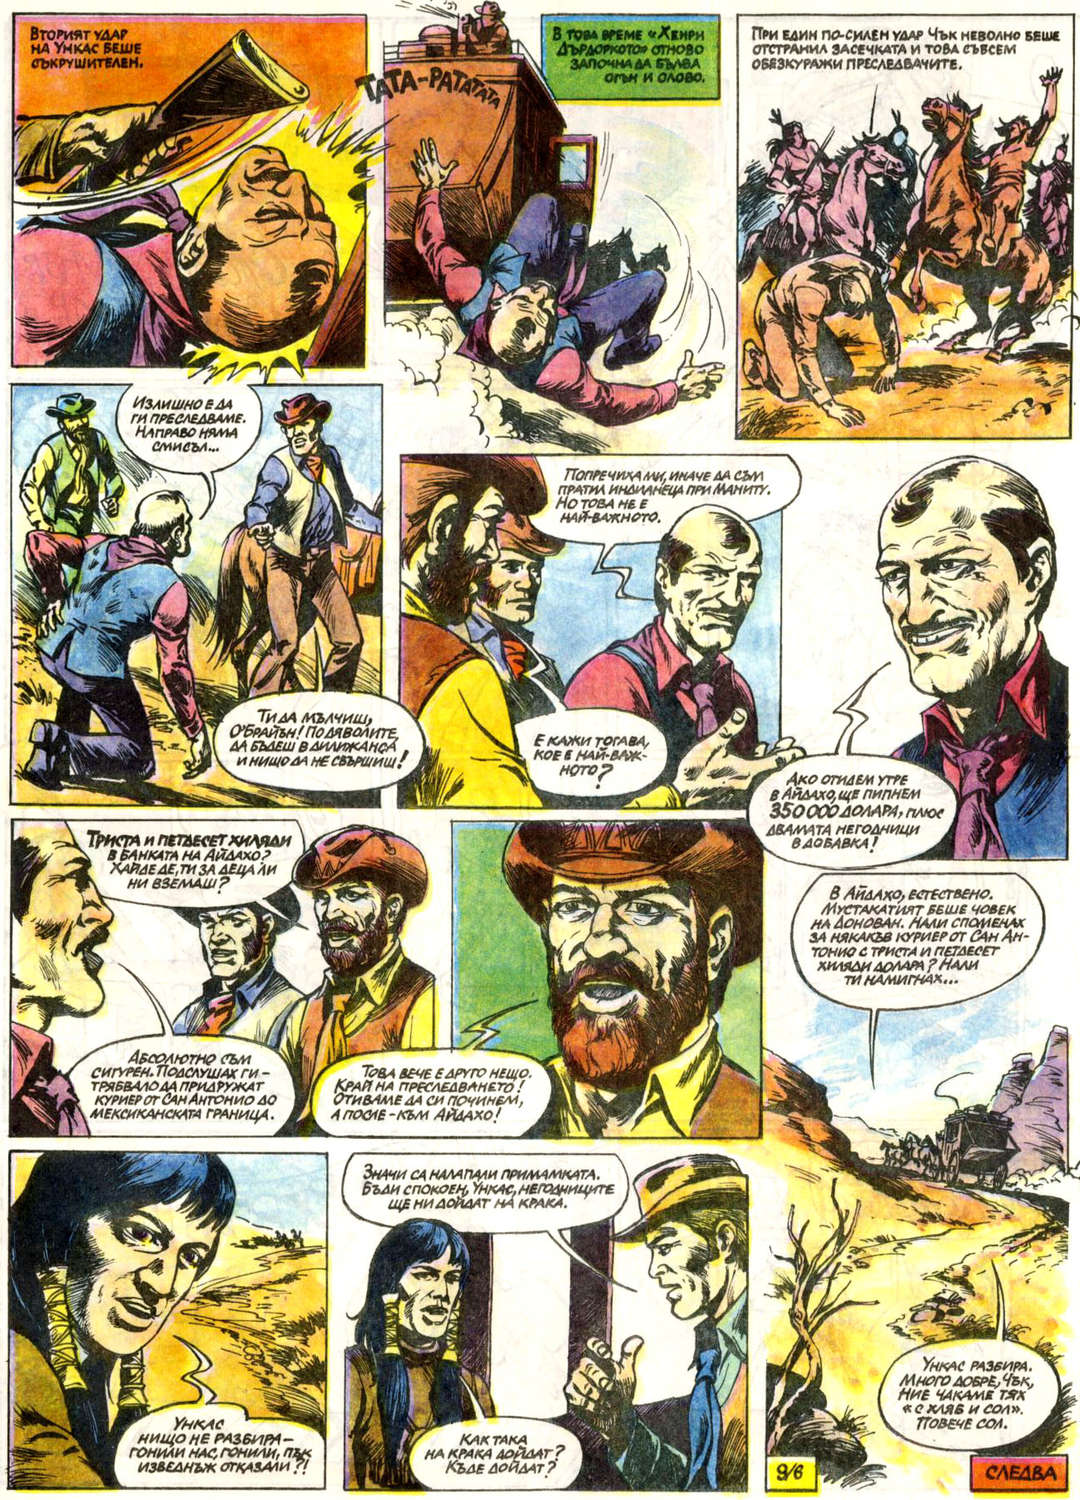 ВТОРИЯТ УДАР
НА УНКАС БЕШЕ
СЪКРУШИТЕЛЕН.
ТАТА-РАТАТАТА
В ТОВА ВРЕМЕ «ХЕНРИ
ДЪРДОРКОТО» ОТНОВО
ЗАПОЧНА ДА БЪЛВА
ОГЪН И ОЛОВО.
ПРИ ЕДИН ПО-СИЛЕН УДАР ЧЪК НЕВОЛНО БЕШЕ
ОТСТРАНИЛ ЗАСЕЧКАТА И ТОВА СЪВСЕМ
ОБЕЗКУРАЖИ ПРЕСЛЕДВАЧИТЕ.
ИЗЛИШНО Е ДА
ГИ ПРЕСЛЕДВАМЕ.
НАПРАВО НЯМА
СМИСЪЛ...
ТИ ДА МЪЛЧИШ,
О'БРАЙЪН! ПО ДЯВОЛИТЕ,
ДА БЪДЕШ В ДИЛИЖАНСА
И НИЩО ДА НЕ СВЪРШИШ!
ПОПРЕЧИХА МИ, ИНАЧЕ ДА СЪМ
ПРАТИЛ ИНДИАНЕЦА ПРИ МАНИТУ.
НО ТОВА НЕ Е
НАЙ-ВАЖНОТО.
Е КАЖИ ТОГАВА,
КОЕ Е НАЙ-ВАЖ-
НОТО?
АКО ОТИДЕМ УТРЕ
В АЙДАХО, ЩЕ ПИПНЕМ
350 000 ДОЛАРА, ПЛЮС
ДВАМАТА НЕГОДНИЦИ
В ДОБАВКА!
ТРИСТА И ПЕТДЕСЕТ ХИЛЯДИ
В БАНКАТА НА АЙДАХО?
ХАЙДЕ ДЕ, ТИ ЗА ДЕЦА ЛИ
НИ ВЗЕМАШ?
АБСОЛЮТНО СЪМ
СИГУРЕН. ПОДСЛУШАХ ГИ-
ТРЯБВАЛО ДА ПРИДРУЖАТ
КУРИЕР ОТ САН АНТОНИО ДО
МЕКСИКАНСКАТА ГРАНИЦА.
ТОВА ВЕЧЕ Е ДРУГО НЕЩО.
КРАЙ НА ПРЕСЛЕДВАНЕТО!
ОТИВАМЕ ДА СИ ПОЧИНЕМ,
А ПОСЛЕ - КЪМ АЙДАХО!
В АЙДАХО, ЕСТЕСТВЕНО.
МУСТАКАТИЯТ БЕШЕ ЧОВЕК
НА ДОНОВАН. НАЛИ СПОМЕНАХ
ЗА НЯКАКЪВ КУРИЕР ОТ САН АН-
ТОНИО С ТРИСТА И ПЕТДЕСЕТ
ХИЛЯДИ ДОЛАРА? НАЛИ
ТИ НАМИГНАХ...
УНКАС
НИЩО НЕ РАЗБИРА-
ГОНИЛИ НАС, ГОНИЛИ, ПЪК
ИЗВЕДНЪЖ ОТКАЗАЛИ?!
ЗНАЧИ СА НАЛАПАЛИ ПРИМАМКАТА.
БЪДИ СПОКОЕН, УНКАС, НЕГОДНИЦИТЕ
ЩЕ НИ ДОЙДАТ НА КРАКА.
КАК ТАКА
НА КРАКА ДОЙДАТ?
КЪДЕ ДОЙДАТ?
УНКАС РАЗБИРА.
МНОГО ДОБРЕ, ЧЪК,
НИЕ ЧАКАМЕ ТЯХ
«С ХЛЯБ И СОЛ».
ПОВЕЧЕ СОЛ.
9/6
СЛЕДВА